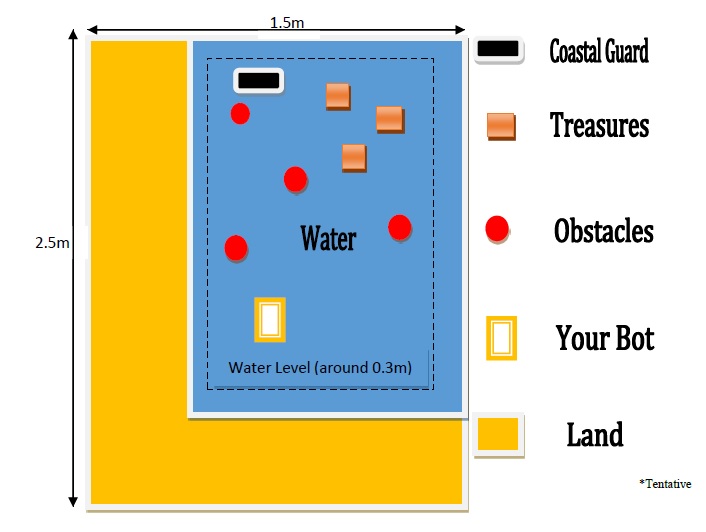 1.5m
Coastal Guard
Treasures
Obstacles
2.5m
Water
Your Bot
Water Level (around 0.3m)
Land
*Tentative